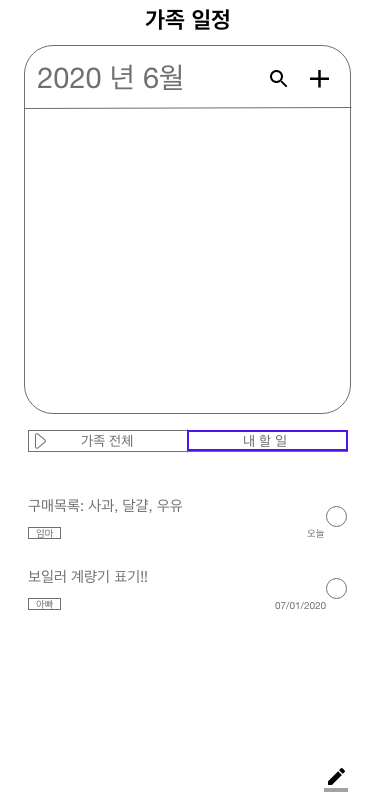 가족 일정
2020 년 6월
가족 전체
내 할 일
구매목록: 사과, 달걀, 우유
엄마
오늘
보일러 계량기 표기!!
아빠
07/01/2020